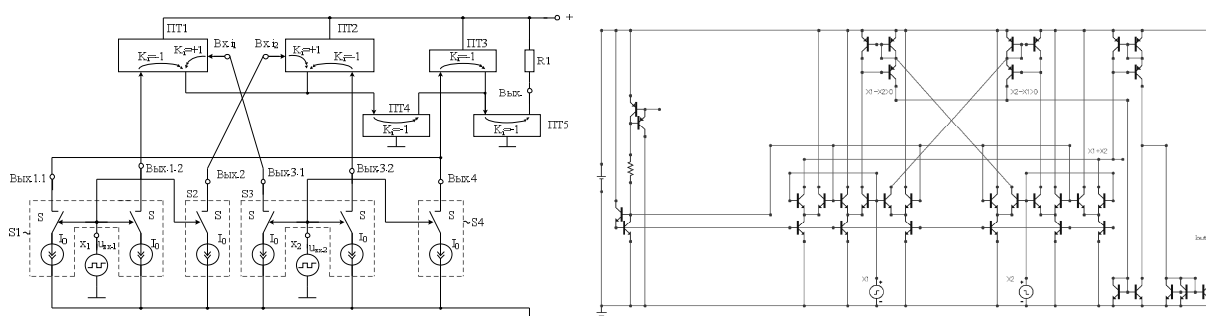 +
ПТ1
ПТ2
ПТ3
Вх.i₁
Вх.i₂
Kᵢ=+1
Kᵢ=-1
Kᵢ=+1
Kᵢ=-1
Kᵢ=-1
R1
Вых.
ПТ4
Kᵢ=-1
Kᵢ=-1
ПТ5
Вых.1.1
Вых.1.2
Вых.2
Вых.3.1
Вых.3.2
Вых.4
S2
S3
S
S
S
S
S
S
S1~
~S4
I₀
x₁
Uвх.1
I₀
I₀
I₀
x₂
Uвх.2
I₀
I₀
X1-X2>0
X2-X1>0
X1+X2
X1
X2